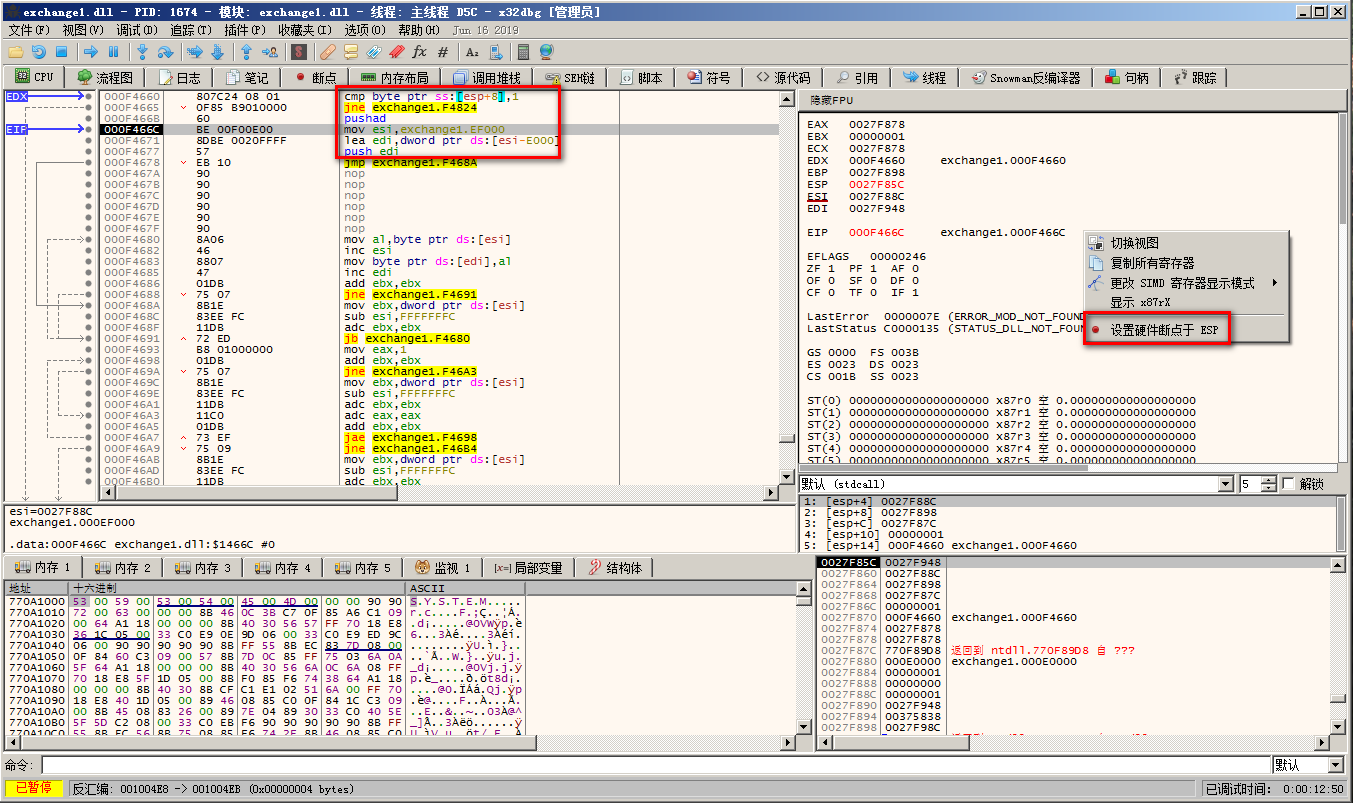 exchange1.dll - PID: 1674 - 模块: exchange1.dll - 线程: 主线程 D5C - x32dbg [管理员]
文件(F) 视图(V) 调试(D) 追踪(T) 插件(P) 收藏夹(I) 选项(O) 帮助(H) Jun 16 2019
CPU 流程图 日志 笔记 断点 内存布局 调用堆栈 SEH链 脚本 符号 源代码 引用 线程 Snowman反编译器 句柄 跟踪
EDX 000F4660 807C24 08 01 cmp byte ptr ss:[esp+8],1
000F4665 0F85 B9010000 jne exchange1.F4824
000F466B 60 pushad
EIP 000F466C BE 00F00E00 mov esi,exchange1.EF000
000F4671 8DBE 0020FFFF lea edi,dword ptr ds:[esi-E000]
000F4677 57 push edi
000F4678 EB 10 jmp exchange1.F468A
000F467A 90 nop
000F467B 90 nop
000F467C 90 nop
000F467D 90 nop
000F467E 90 nop
000F467F 90 nop
000F4680 8A06 mov al,byte ptr ds:[esi]
000F4682 46 inc esi
000F4683 8807 mov byte ptr ds:[edi],al
000F4685 47 inc edi
000F4686 01DB add ebx,ebx
000F4688 75 07 jne exchange1.F4691
000F468A 8B1E mov ebx,dword ptr ds:[esi]
000F468C 83EE FC sub esi,FFFFFFFC
000F468F 11DB adc ebx,ebx
000F4691 72 ED jb exchange1.F4680
000F4693 B8 01000000 mov eax,1
000F4698 01DB add ebx,ebx
000F469A 75 07 jne exchange1.F46A3
000F469C 8B1E mov ebx,dword ptr ds:[esi]
000F469E 83EE FC sub esi,FFFFFFFC
000F46A1 11DB adc ebx,ebx
000F46A3 11C0 adc eax,eax
000F46A5 01DB add ebx,ebx
000F46A7 73 EF jae exchange1.F4698
000F46A9 75 09 jne exchange1.F46B4
000F46AB 8B1E mov ebx,dword ptr ds:[esi]
000F46AD 83EE FC sub esi,FFFFFFFC
000F46B0 11DB adc ebx,ebx
隐藏FPU
EAX 0027F878
EBX 00000001
ECX 0027F878
EDX 000F4660 exchange1.000F4660
EBP 0027F898
ESP 0027F85C
ESI 0027F88C
EDI 0027F948
EIP 000F466C exchange1.000F466C
EFLAGS 00000246
ZF 1 PF 1 AF 0
OF 0 SF 0 DF 0
CF 0 TF 0 IF 1
LastError 0000007E (ERROR_MOD_NOT_FOUND
LastStatus C0000135 (STATUS_DLL_NOT_FOUN
GS 0000 FS 003B
ES 0023 DS 0023
CS 001B SS 0023
ST(0) 00000000000000000000 x87r0 空 0.000000000000000000
ST(1) 00000000000000000000 x87r1 空 0.000000000000000000
ST(2) 00000000000000000000 x87r2 空 0.000000000000000000
ST(3) 00000000000000000000 x87r3 空 0.000000000000000000
ST(4) 00000000000000000000 x87r4 空 0.000000000000000000
ST(5) 00000000000000000000 x87r5 空 0.000000000000000000
切换视图
复制所有寄存器
更改 SIMD 寄存器显示模式
显示 x87rX
设置硬件断点于 ESP
默认 (stdcall) 5 解锁
1: [esp+4] 0027F88C
2: [esp+8] 0027F898
3: [esp+C] 0027F87C
4: [esp+10] 00000001
5: [esp+14] 000F4660 exchange1.000F4660
esi=0027F88C
exchange1.000EF000
.data:000F466C exchange1.dll:$1466C #0
内存 1 内存 2 内存 3 内存 4 内存 5 监视 1 [x=]局部变量 结构体
地址 十六进制 ASCII
770A1000 53 00 59 00 53 00 54 00 45 00 4D 00 00 00 90 90 S.Y.S.T.E.M.....
770A1010 72 00 63 00 00 00 8B 46 0C 3B C7 0F 85 A6 C1 09
770A1020 00 64 A1 18 00 00 00 8B 40 30 56 57 FF 70 18 E8
770A1030 36 1C 05 00 33 C0 E9 0E 9D 06 00 33 C0 E9 ED 9C
770A1040 06 00 90 90 90 90 90 8B FF 55 8B EC 83 7D 08 00
770A1050 0F 84 60 C3 09 00 57 8B 7D 0C 85 FF 75 03 6A 0A
770A1060 5F 64 A1 18 00 00 00 8B 40 30 56 6A 0C 6A 08 FF
770A1070 70 18 E8 5F 1D 05 00 8B F0 85 F6 74 38 64 A1 18
770A1080 00 00 00 8B 40 30 8B CF C1 E1 02 51 6A 00 FF 70
770A1090 18 E8 40 1D 05 00 89 46 08 85 C0 0F 84 1C C3 09
770A10A0 00 8B 45 08 83 26 00 89 7E 04 89 30 33 C0 40 5E
770A10B0 5F 5D C2 08 00 33 C0 EB F6 90 90 90 90 90 8B FF
0027F85C 0027F948
0027F860 0027F88C
0027F864 0027F898
0027F868 0027F87C
0027F86C 00000001
0027F870 000F4660 exchange1.000F4660
0027F874 0027F878
0027F878 0027F878
0027F87C 770F89D8 返回到 ntdll.770F89D8 自 ???
0027F880 000E0000 exchange1.000E0000
0027F884 00000001
0027F888 00000000
0027F88C 00000001
0027F890 0027F948
0027F894 00375838
0027F898 0027F98C
命令: 默认
已暂停 反汇编: 001004E8 -> 001004EB (0x00000004 bytes) 已调试时间: 0:00:12:50